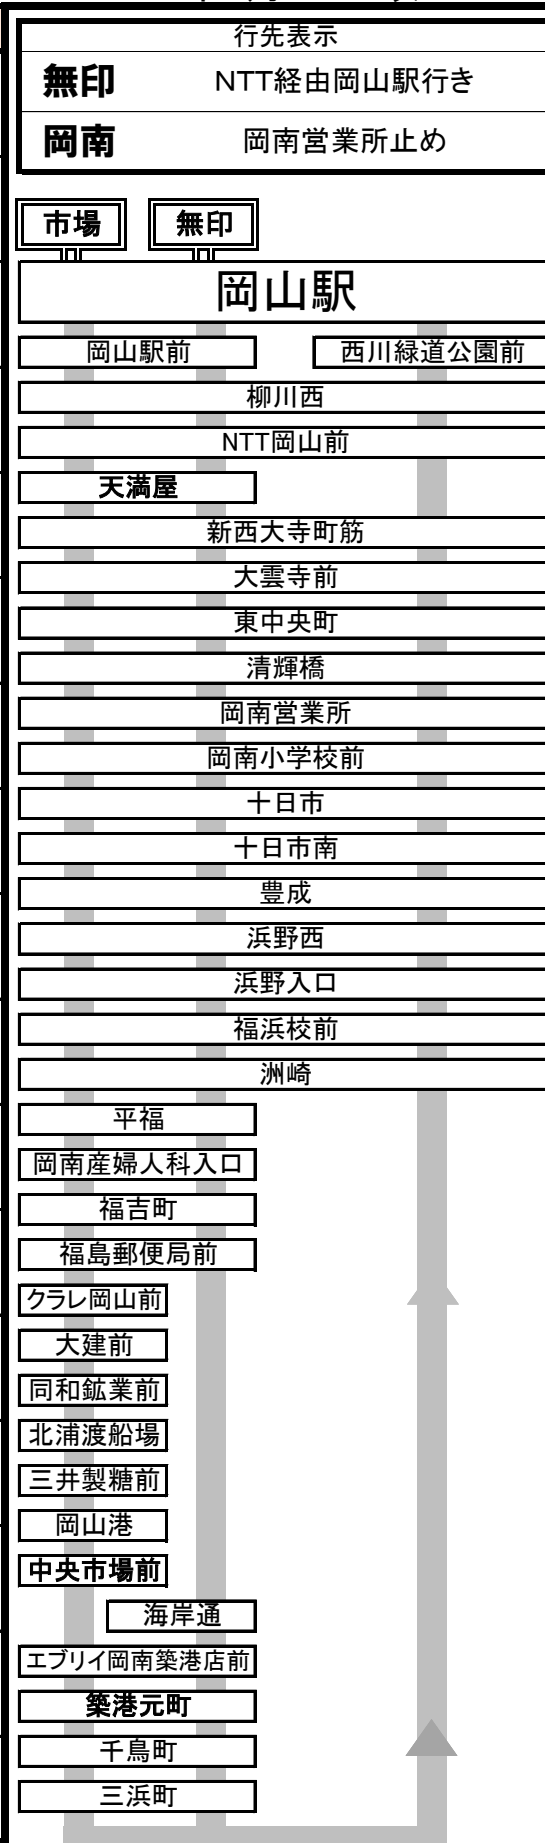 行先表示
無印 NTT経由岡山駅行き
岡南 岡南営業所止め
市場 無印
岡山駅
岡山駅前 西川緑道公園前
柳川西
NTT岡山前
天満屋
新西大寺町筋
大雲寺前
東中央町
清輝橋
岡南営業所
岡南小学校前
十日市
十日市南
豊成
浜野西
浜野入口
福浜校前
洲崎
平福
岡南産婦人科入口
福吉町
福島郵便局前
クラレ岡山前
大建前
同和鉱業前
北浦渡船場
三井製糖前
岡山港
中央市場前
海岸通
エブリイ岡南築港店前
築港元町
千鳥町
三浜町